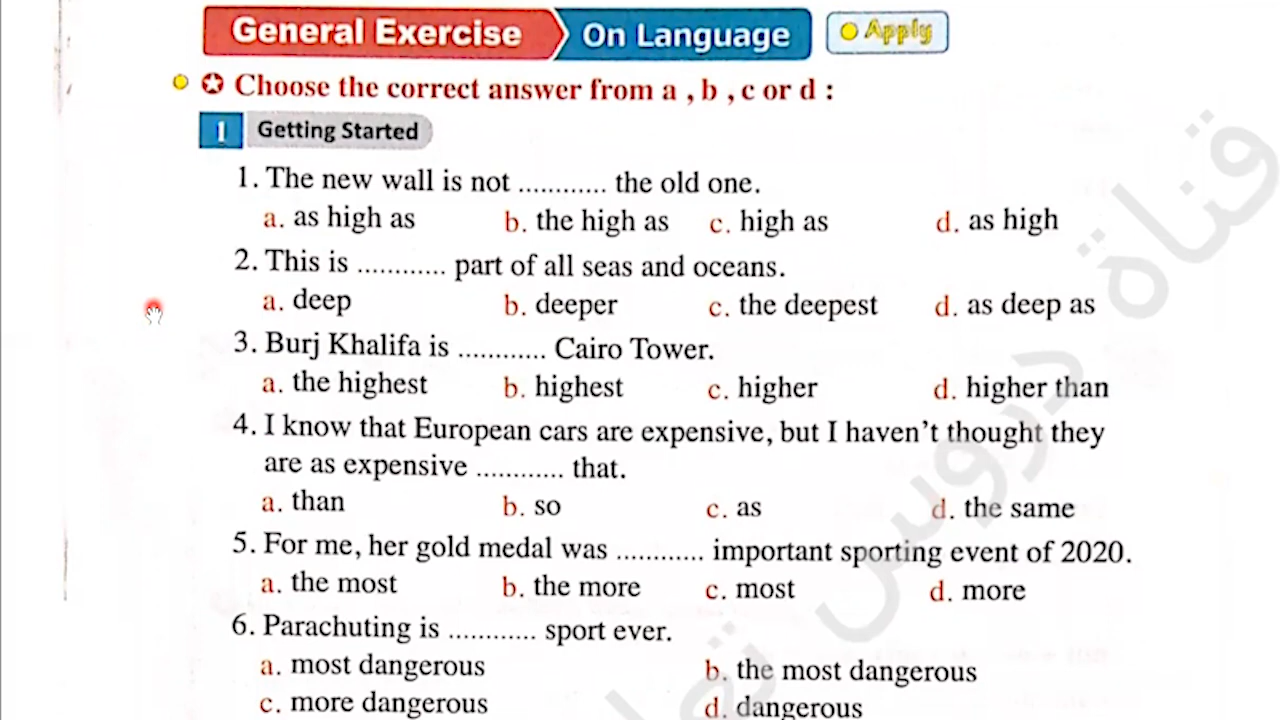 General Exercise On Language Apply
Choose the correct answer from a , b , c or d :
1 Getting Started
1. The new wall is not ............ the old one.
a. as high as b. the high as c. high as d. as high
2. This is ............ part of all seas and oceans.
a. deep b. deeper c. the deepest d. as deep as
3. Burj Khalifa is ............ Cairo Tower.
a. the highest b. highest c. higher d. higher than
4. I know that European cars are expensive, but I haven't thought they
are as expensive ............ that.
a. than b. so c. as d. the same
5. For me, her gold medal was ............ important sporting event of 2020.
a. the most b. the more c. most d. more
6. Parachuting is ............ sport ever.
a. most dangerous b. the most dangerous
c. more dangerous d. dangerous
قناة دروس